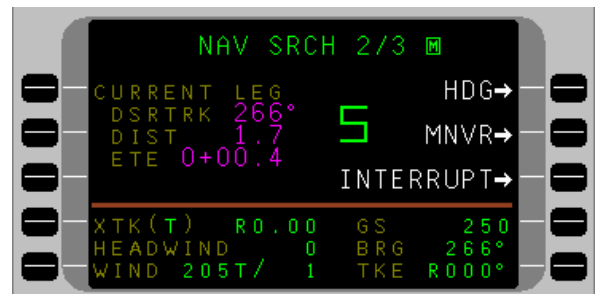 NAV SRCH 2/3 M
CURRENT LEG HDG→
DSRTRK 266°
DIST 1.7 5 MNVR→
ETE 0+00.4
INTERRUPT→
XTK(T) R0.00 GS 250
HEADWIND 0 BRG 266°
WIND 205T/ 1 TKE R000°